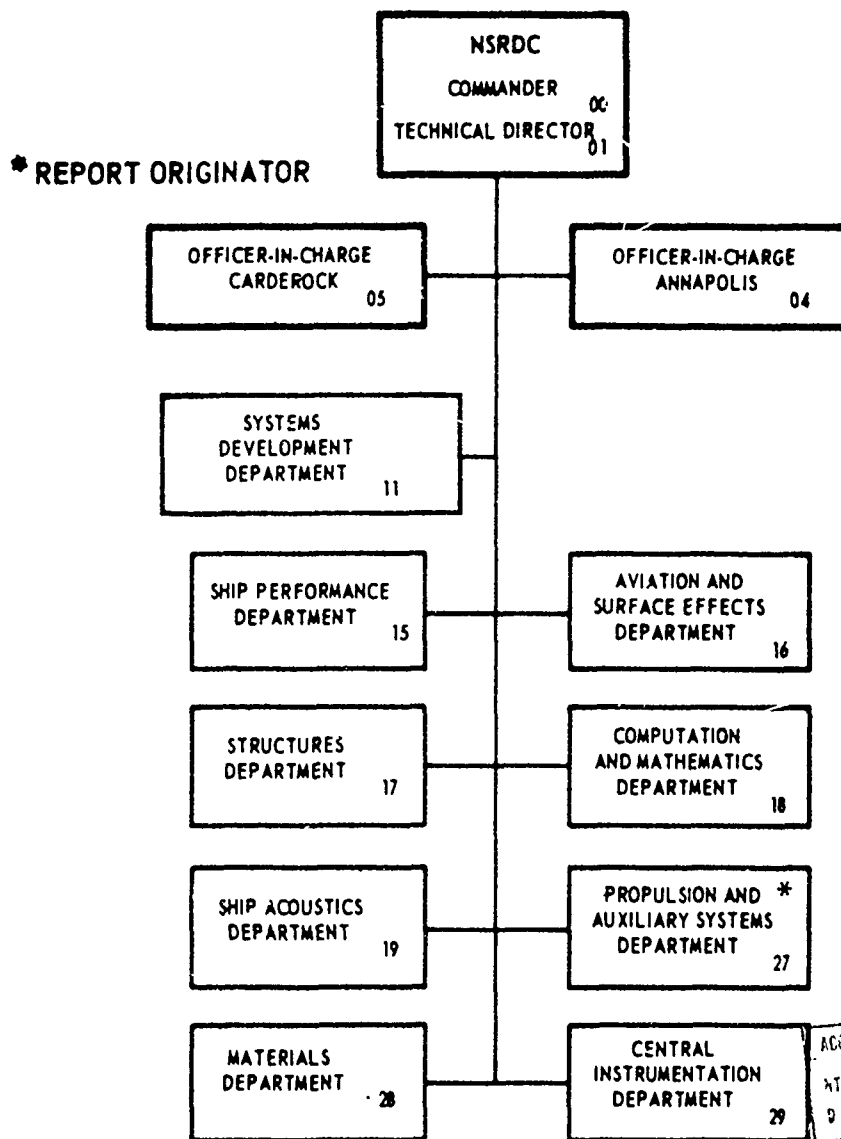 NSRDC
COMMANDER
00
TECHNICAL DIRECTOR
01
* REPORT ORIGINATOR
OFFICER-IN-CHARGE
CARDEROCK
05
OFFICER-IN-CHARGE
ANNAPOLIS
04
SYSTEMS
DEVELOPMENT
DEPARTMENT
11
SHIP PERFORMANCE
DEPARTMENT
15
AVIATION AND
SURFACE EFFECTS
DEPARTMENT
16
STRUCTURES
DEPARTMENT
17
COMPUTATION
AND MATHEMATICS
DEPARTMENT
18
SHIP ACOUSTICS
DEPARTMENT
19
PROPULSION AND *
AUXILIARY SYSTEMS
DEPARTMENT
27
MATERIALS
DEPARTMENT
28
CENTRAL
INSTRUMENTATION
DEPARTMENT
29